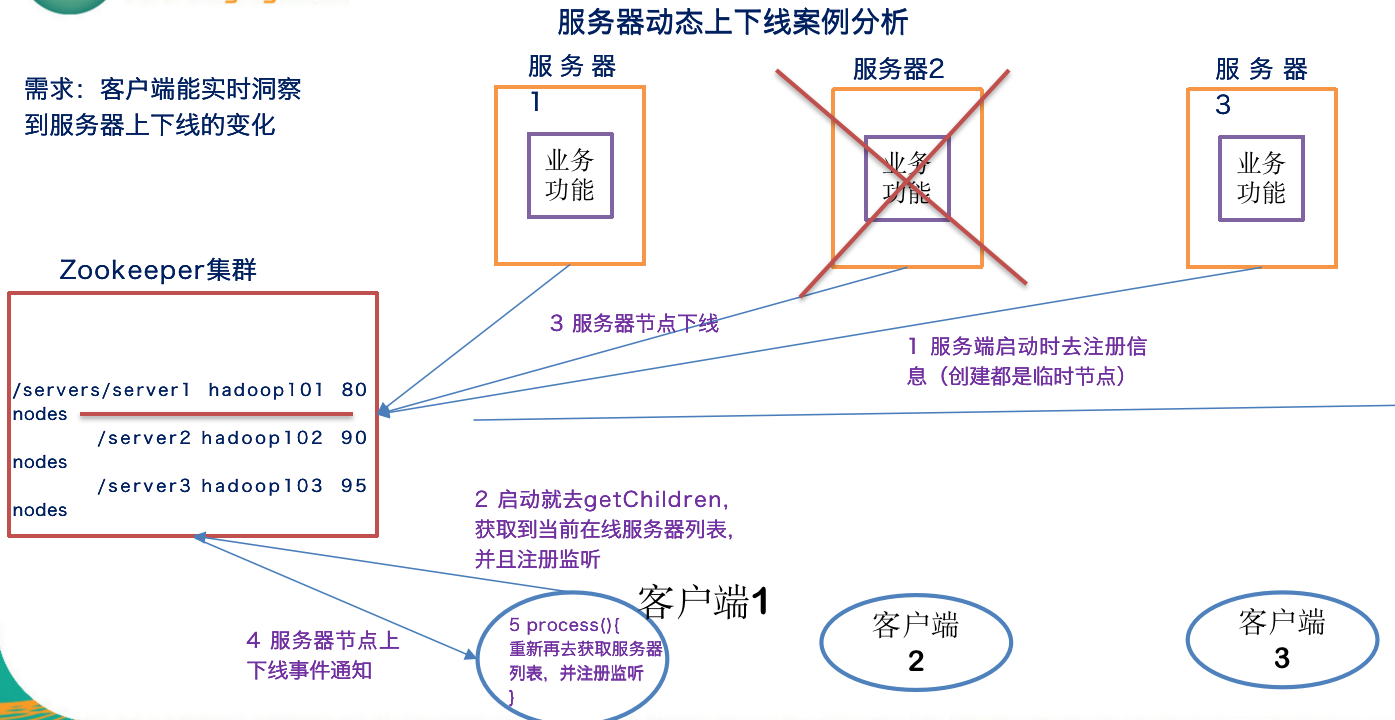 服务器动态上下线案例分析
需求：客户端能实时洞察
到服务器上下线的变化
服务器
1
业务
功能
服务器2
业务
功能
服务器
3
业务
功能
Zookeeper集群
/servers/server1 hadoop101 80
nodes
/server2 hadoop102 90
nodes
/server3 hadoop103 95
nodes
3 服务器节点下线
1 服务端启动时去注册信
息（创建都是临时节点）
2 启动就去getChildren，
获取到当前在线服务器列表，
并且注册监听
4 服务器节点上
下线事件通知
客户端1
5 process(){
重新再去获取服务器
列表，并注册监听
}
客户端
2
客户端
3